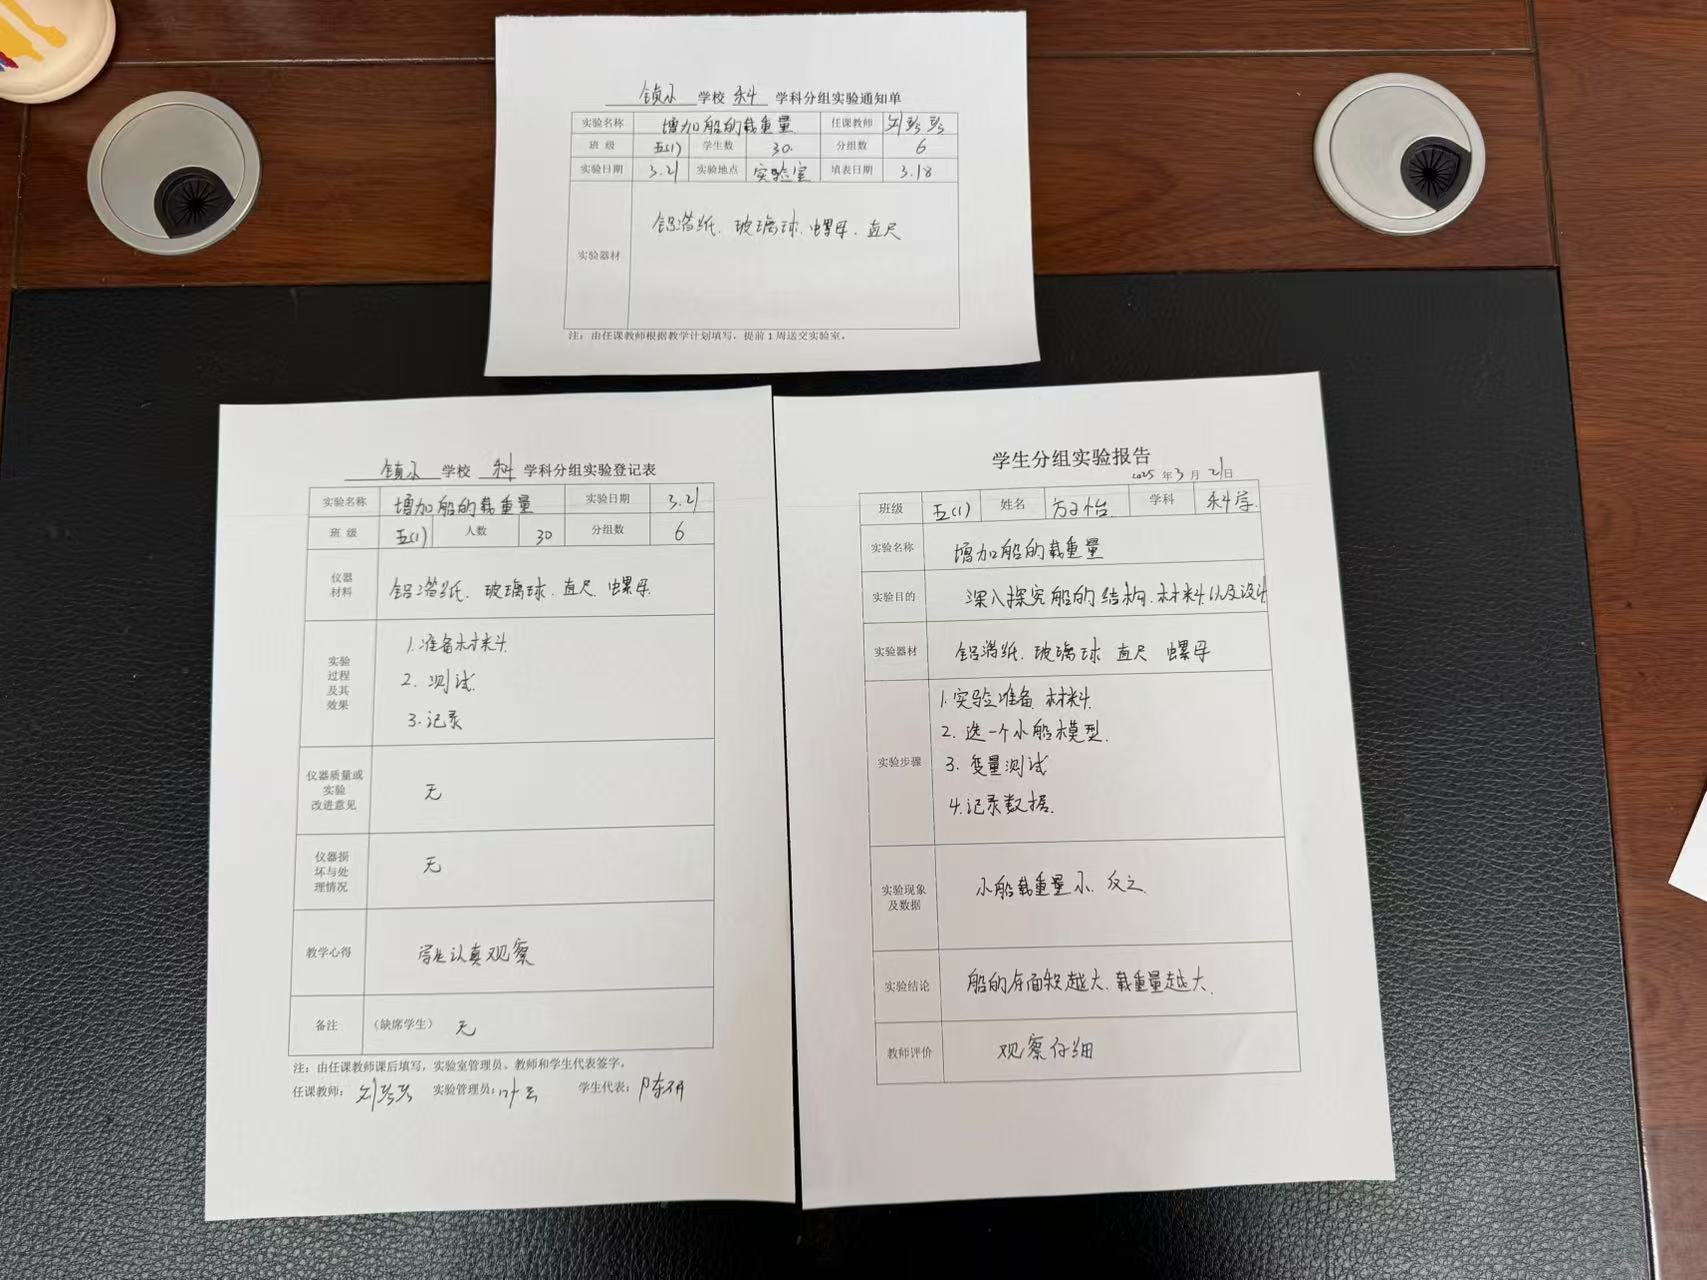 镇小 学校 科 学科分组实验通知单
实验名称 增加船的载重量 任课教师 刘珍珍
班 级 五(1) 学生数 30. 分组数 6
实验日期 3.21 实验地点 实验室 填表日期 3.18
实验器材 铝箔纸. 玻璃球. 螺母. 直尺
注:由任课教师根据教学计划填写,提前1周送交实验室。
镇小 学校 科 学科分组实验登记表
实验名称 增加船的载重量 实验日期 3.21
班 级 五(1) 人数 30 分组数 6
仪器
材料
铝箔纸. 玻璃球. 直尺. 螺母.
实验
过程
及其
效果
1.准备材料
2. 测试.
3.记录
仪器质量或
实验
改进意见
无
仪器损
坏与处
理情况
无
教学心得 学生认真观察
备注 (缺席学生) 无
注:由任课教师课后填写,实验室管理员、教师和学生代表签字。
任课教师: 刘珍珍 实验管理员: 叶云 学生代表:
学生分组实验报告
2025 年 3 月 21 日
班级 五(1) 姓名 方子怡 学科 科学.
实验名称 增加船的载重量
实验目的 深入探究船的结构.材料以及设计
实验器材 铝箔纸. 玻璃球 直尺 螺母
实验步骤
1.实验准备 材料.
2. 选一个小船模型.
3. 变量测试
4.记录数据.
实验现象
及数据
小船载重量小. 反之.
实验结论 船的底面积越大.载重量越大.
教师评价 观察仔细